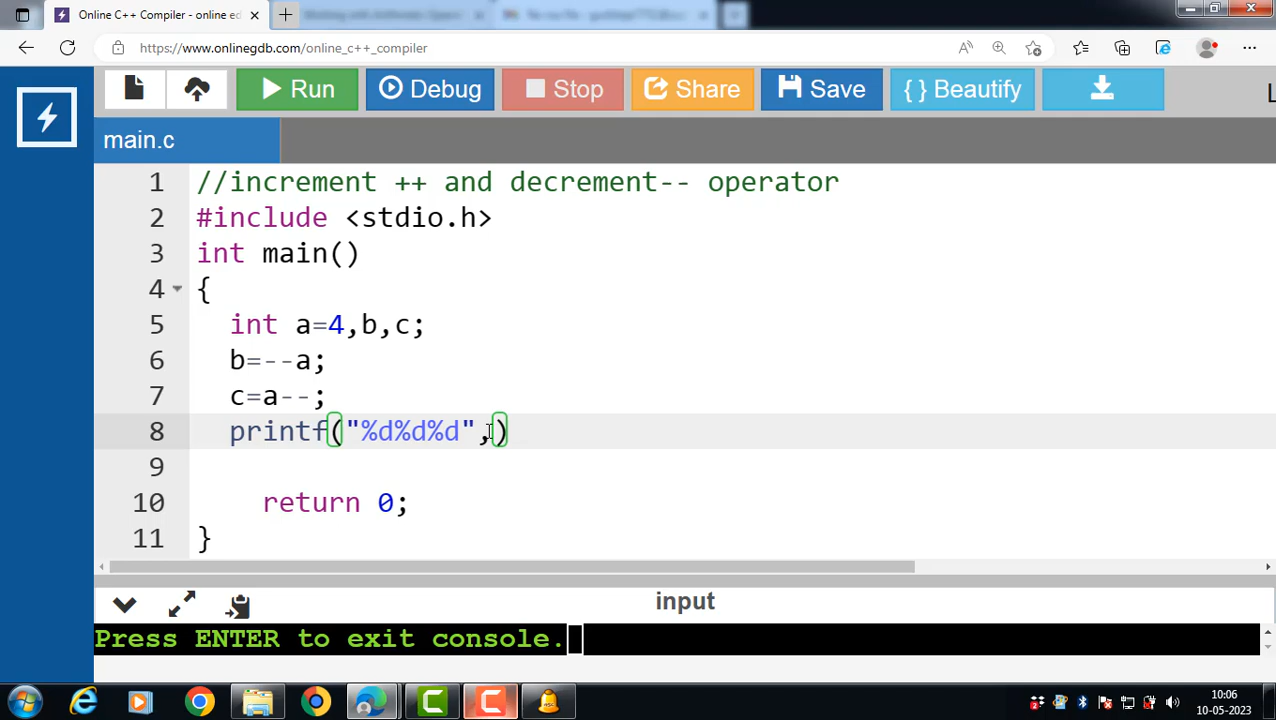 Online C++ Compiler - online ed
https://www.onlinegdb.com/online_c++_compiler
Run Debug Stop Share Save { } Beautify L
main.c
1 //increment ++ and decrement-- operator
2 #include <stdio.h>
3 int main()
4 {
5 int a=4,b,c;
6 b=--a;
7 c=a--;
8 printf("%d%d%d",)
9
10 return 0;
11 }
input
Press ENTER to exit console.
10:06
10-05-2023